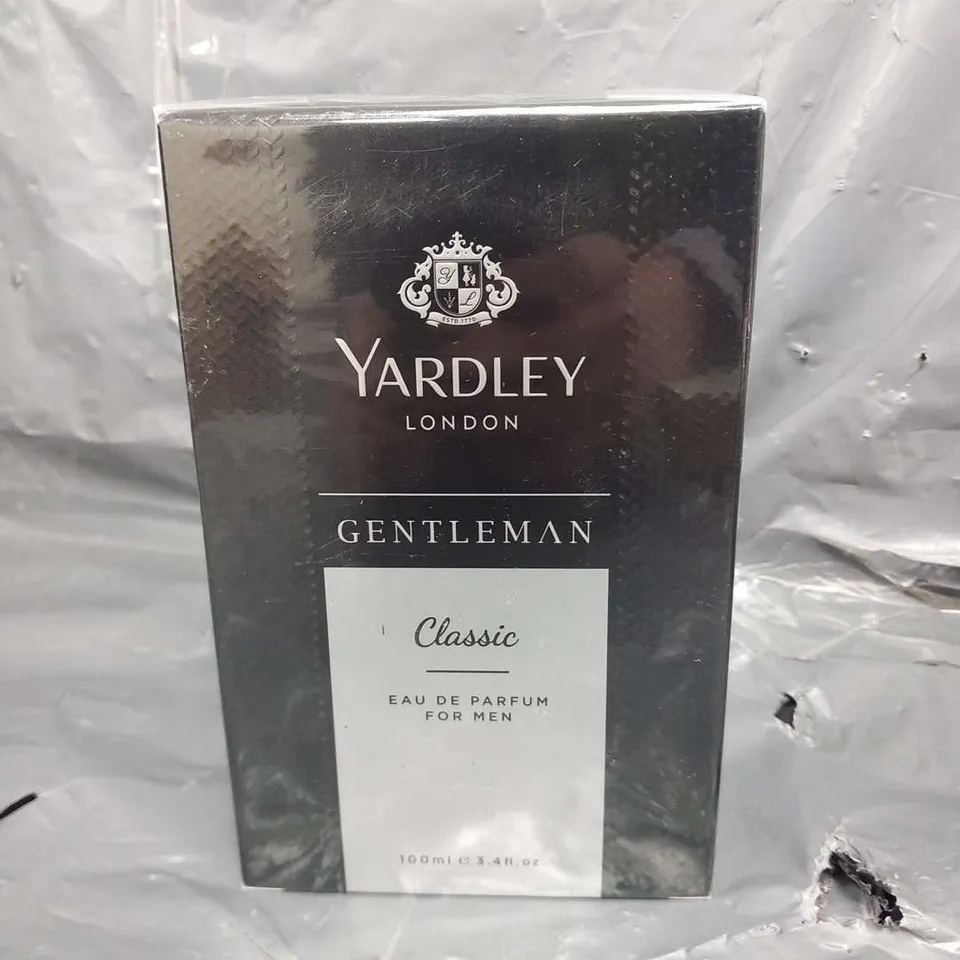 Y L
ESTD.1770
YARDLEY
LONDON
GENTLEMAN
Classic
EAU DE PARFUM
FOR MEN
100ml ℮ 3.4fl.oz.